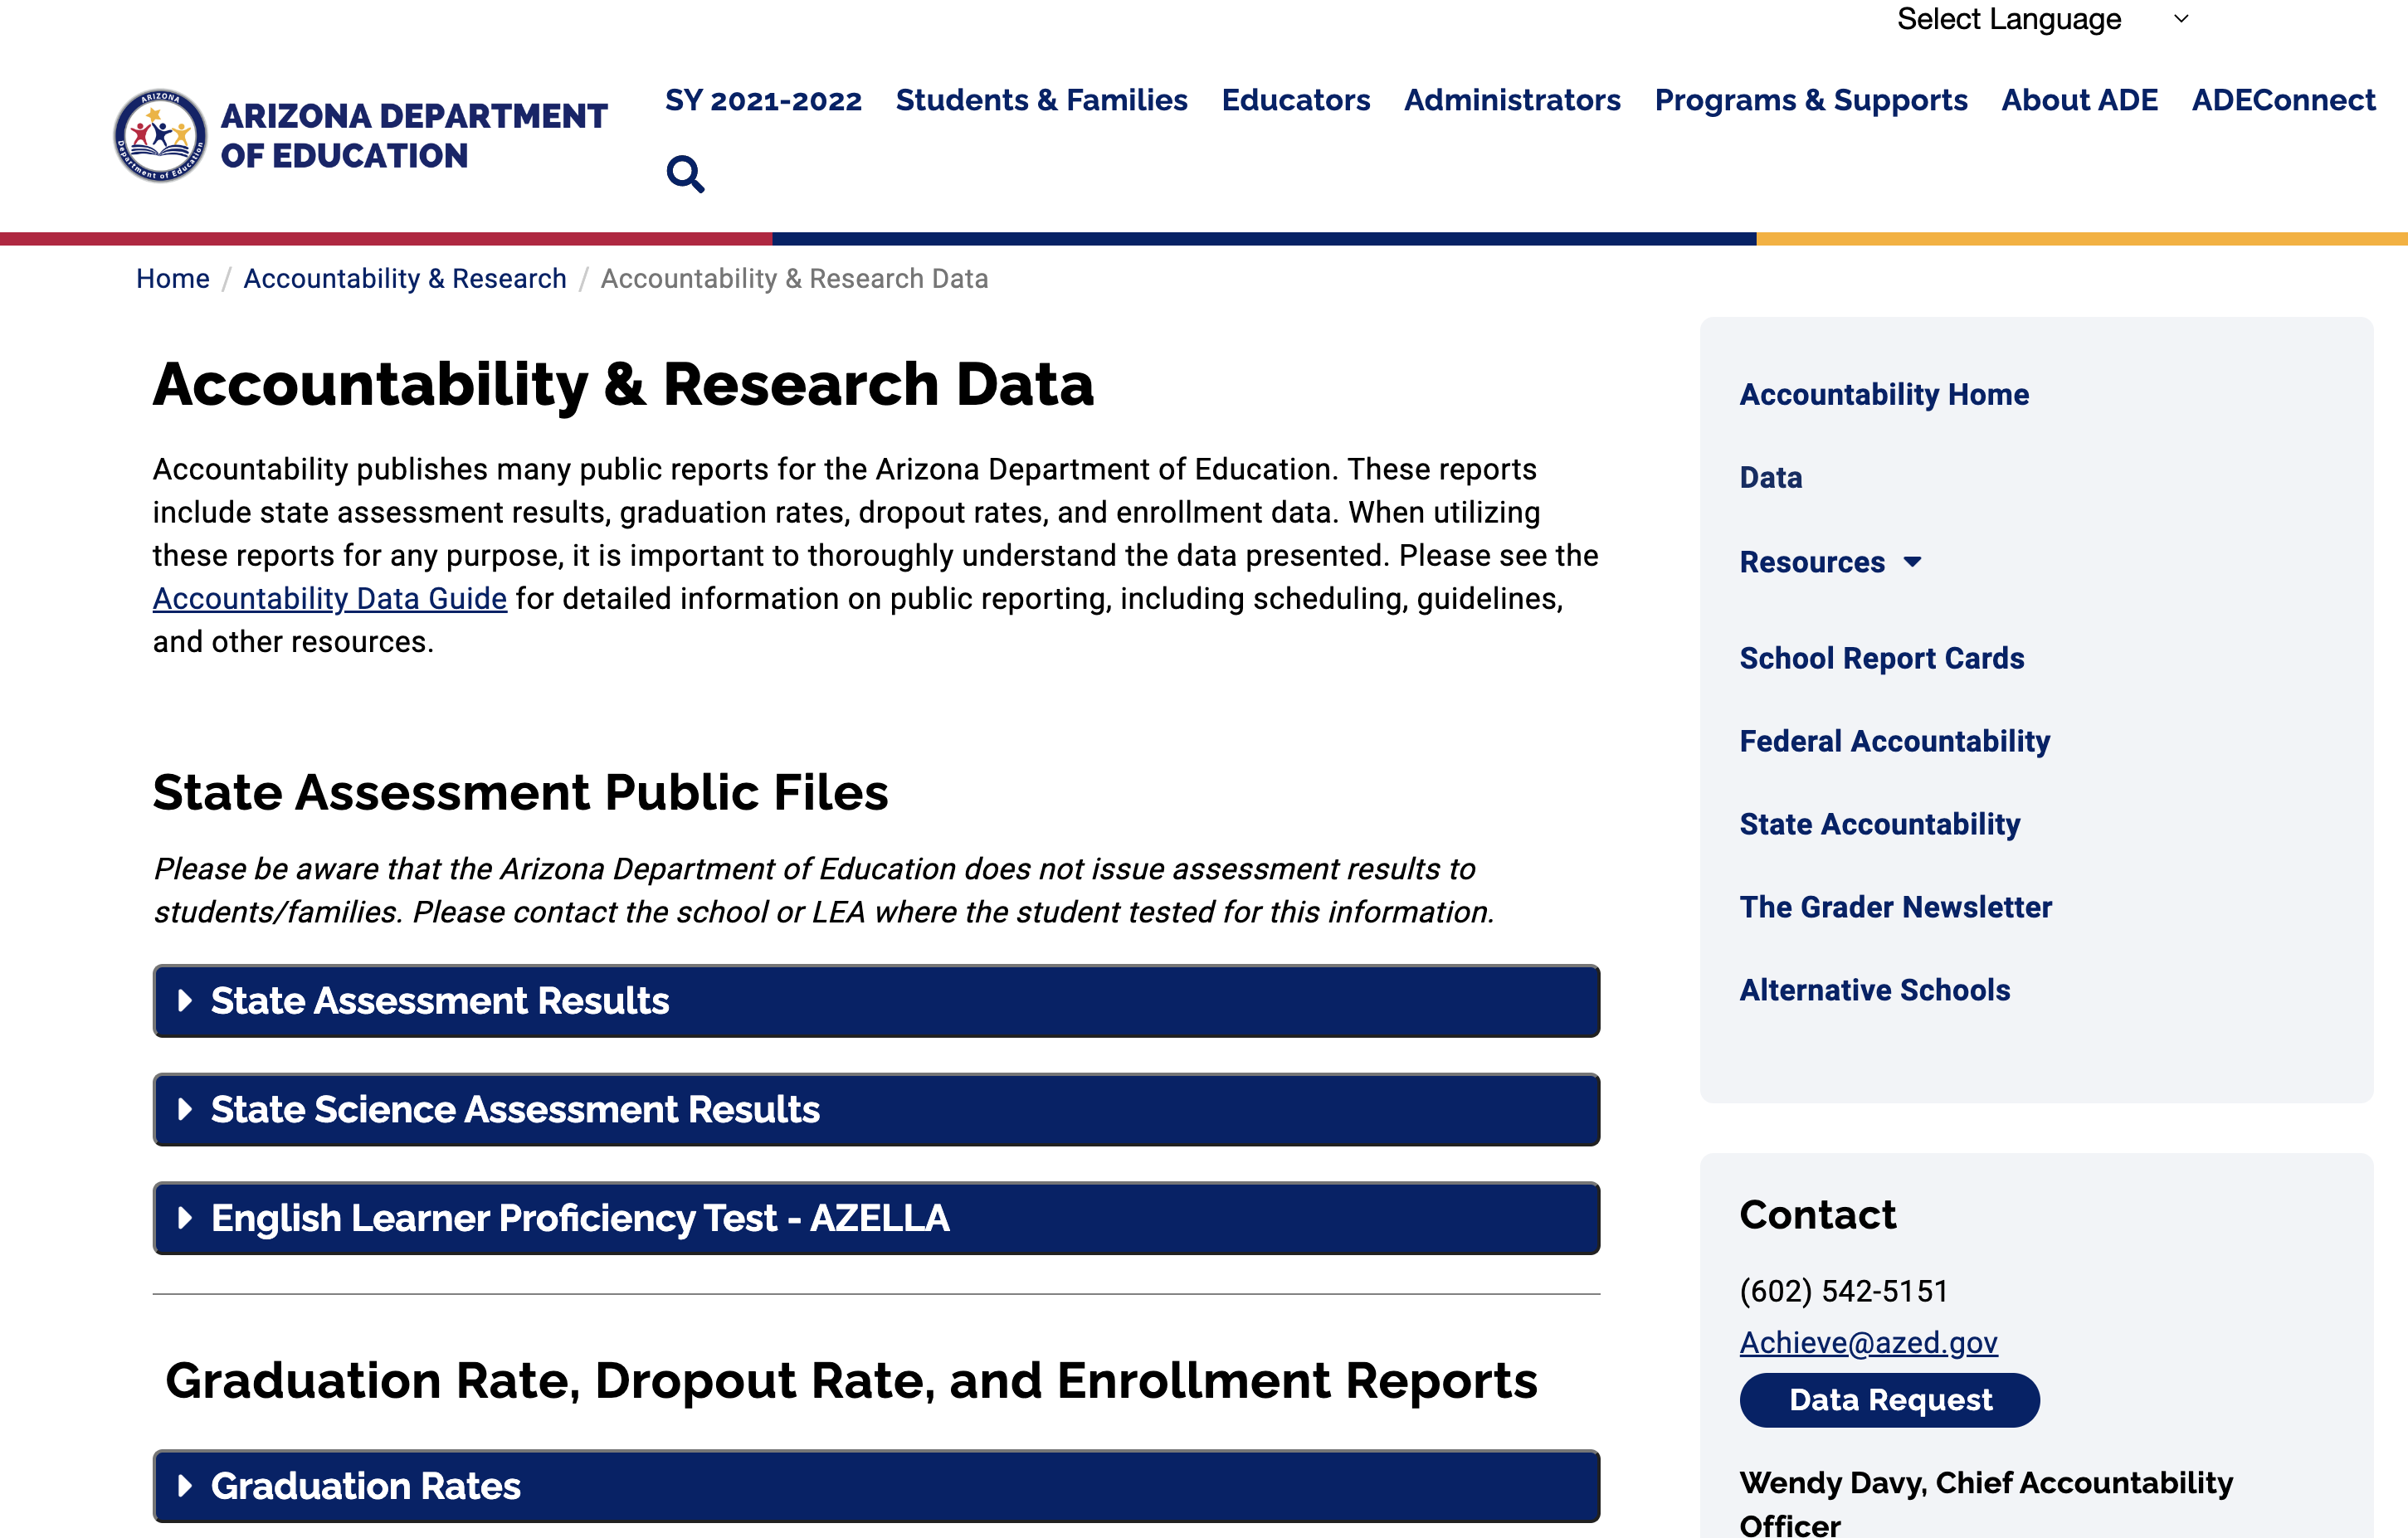 Select Language
ARIZONA
Department of Education
ARIZONA DEPARTMENT
OF EDUCATION
SY 2021-2022 Students & Families Educators Administrators Programs & Supports About ADE ADEConnect
Home / Accountability & Research / Accountability & Research Data
Accountability & Research Data
Accountability publishes many public reports for the Arizona Department of Education. These reports
include state assessment results, graduation rates, dropout rates, and enrollment data. When utilizing
these reports for any purpose, it is important to thoroughly understand the data presented. Please see the
Accountability Data Guide for detailed information on public reporting, including scheduling, guidelines,
and other resources.
State Assessment Public Files
Please be aware that the Arizona Department of Education does not issue assessment results to
students/families. Please contact the school or LEA where the student tested for this information.
State Assessment Results
State Science Assessment Results
English Learner Proficiency Test - AZELLA
Graduation Rate, Dropout Rate, and Enrollment Reports
Graduation Rates
Accountability Home
Data
Resources
School Report Cards
Federal Accountability
State Accountability
The Grader Newsletter
Alternative Schools
Contact
(602) 542-5151
Achieve@azed.gov
Data Request
Wendy Davy, Chief Accountability
Officer